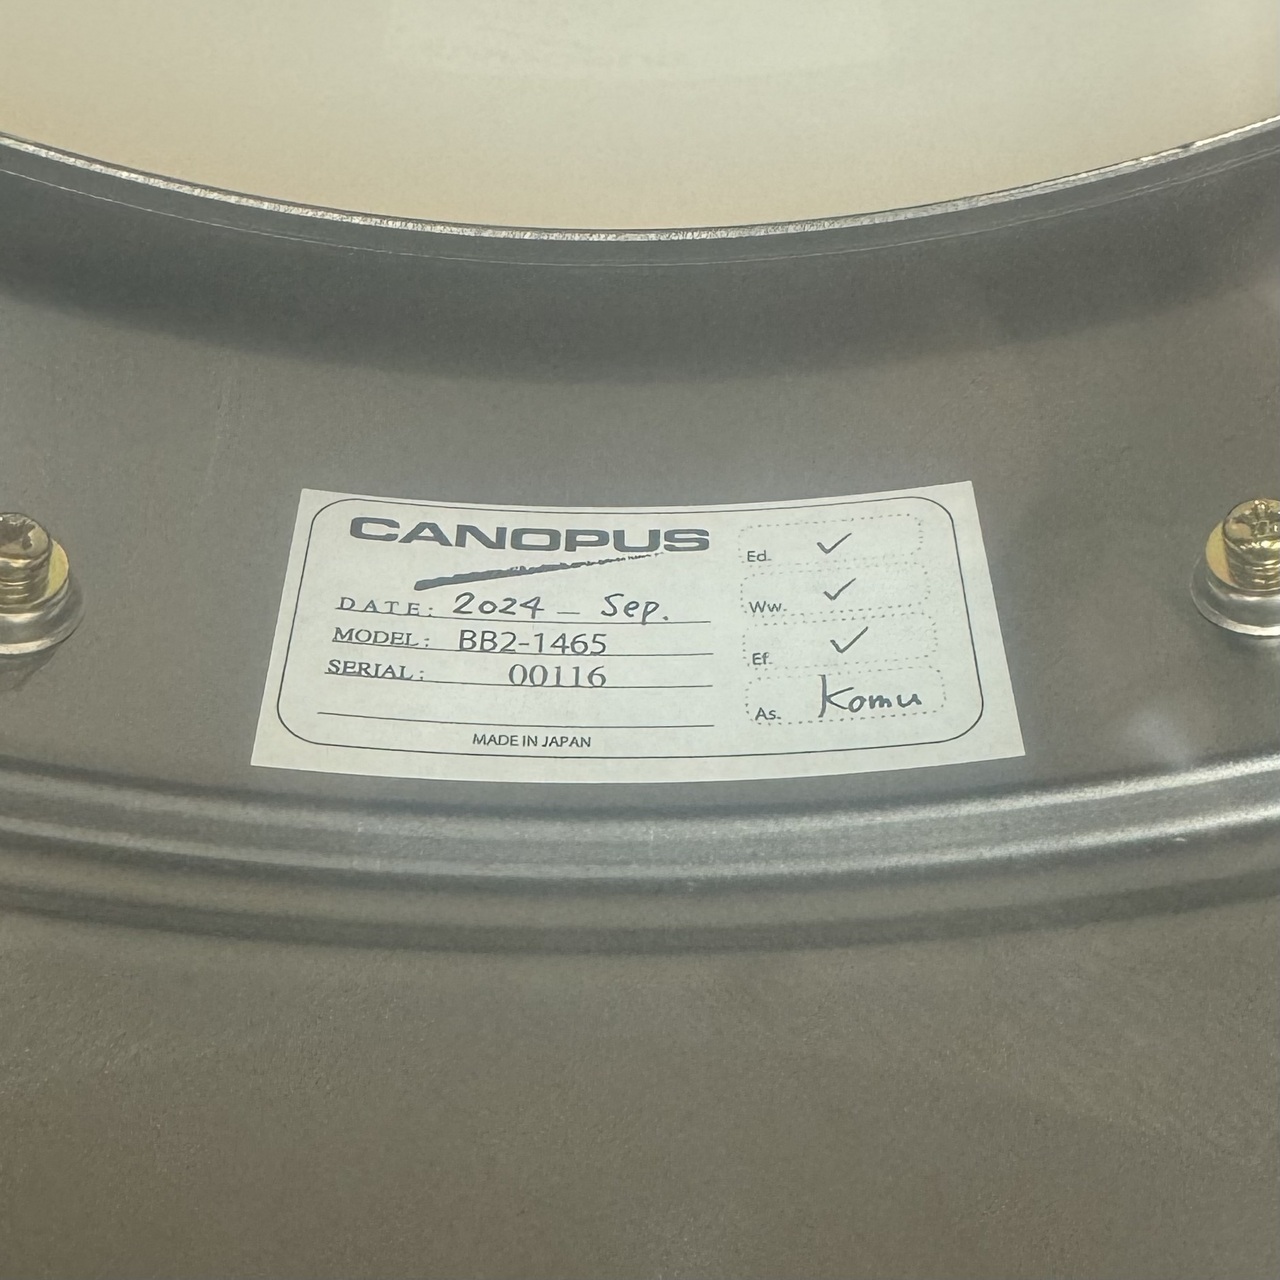 CANOPUS
DATE: 2024 - Sep.
MODEL: BB2-1465
SERIAL: 00116
MADE IN JAPAN
Ed. ✓
Ww. ✓
Ef. ✓
As. Komu